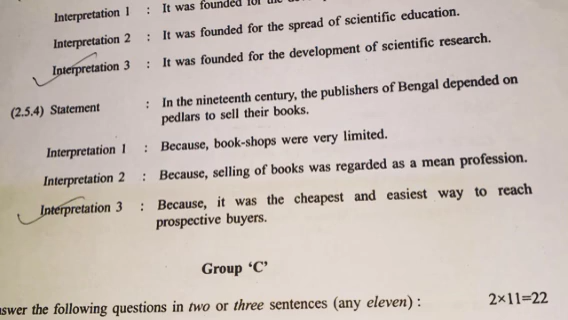 Interpretation 1 : It was founded
Interpretation 2 : It was founded for the spread of scientific education.
Interpretation 3 : It was founded for the development of scientific research.
(2.5.4) Statement : In the nineteenth century, the publishers of Bengal depended on
pedlars to sell their books.
Interpretation 1 : Because, book-shops were very limited.
Interpretation 2 : Because, selling of books was regarded as a mean profession.
Interpretation 3 : Because, it was the cheapest and easiest way to reach
prospective buyers.
Group ‘C’
the following questions in two or three sentences (any eleven) : 2×11=22